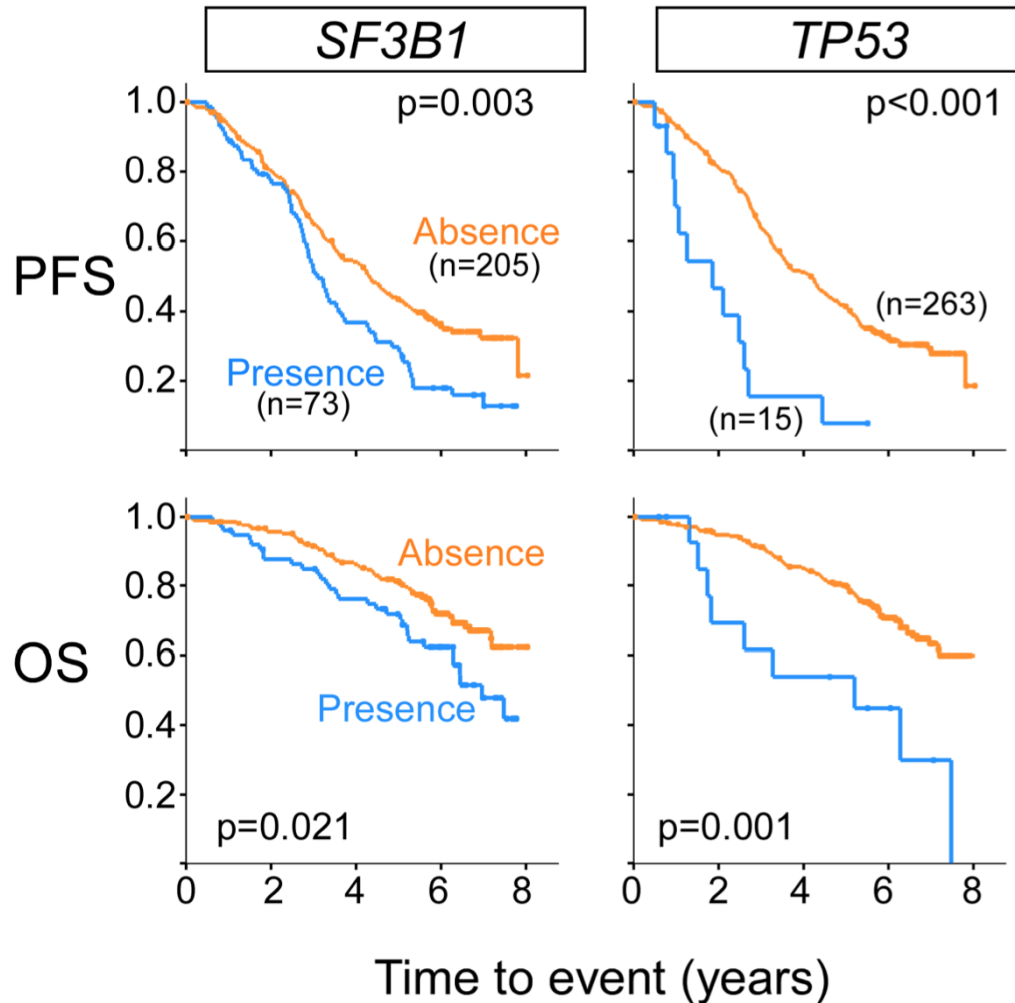 SF3B1 TP53
PFS
1.0
0.8
0.6
0.4
0.2
p=0.003
Absence
(n=205)
Presence
(n=73)
p<0.001
(n=263)
(n=15)
OS
1.0
0.8
0.6
0.4
0.2
Absence
Presence
p=0.021
p=0.001
0 2 4 6 8 0 2 4 6 8
Time to event (years)